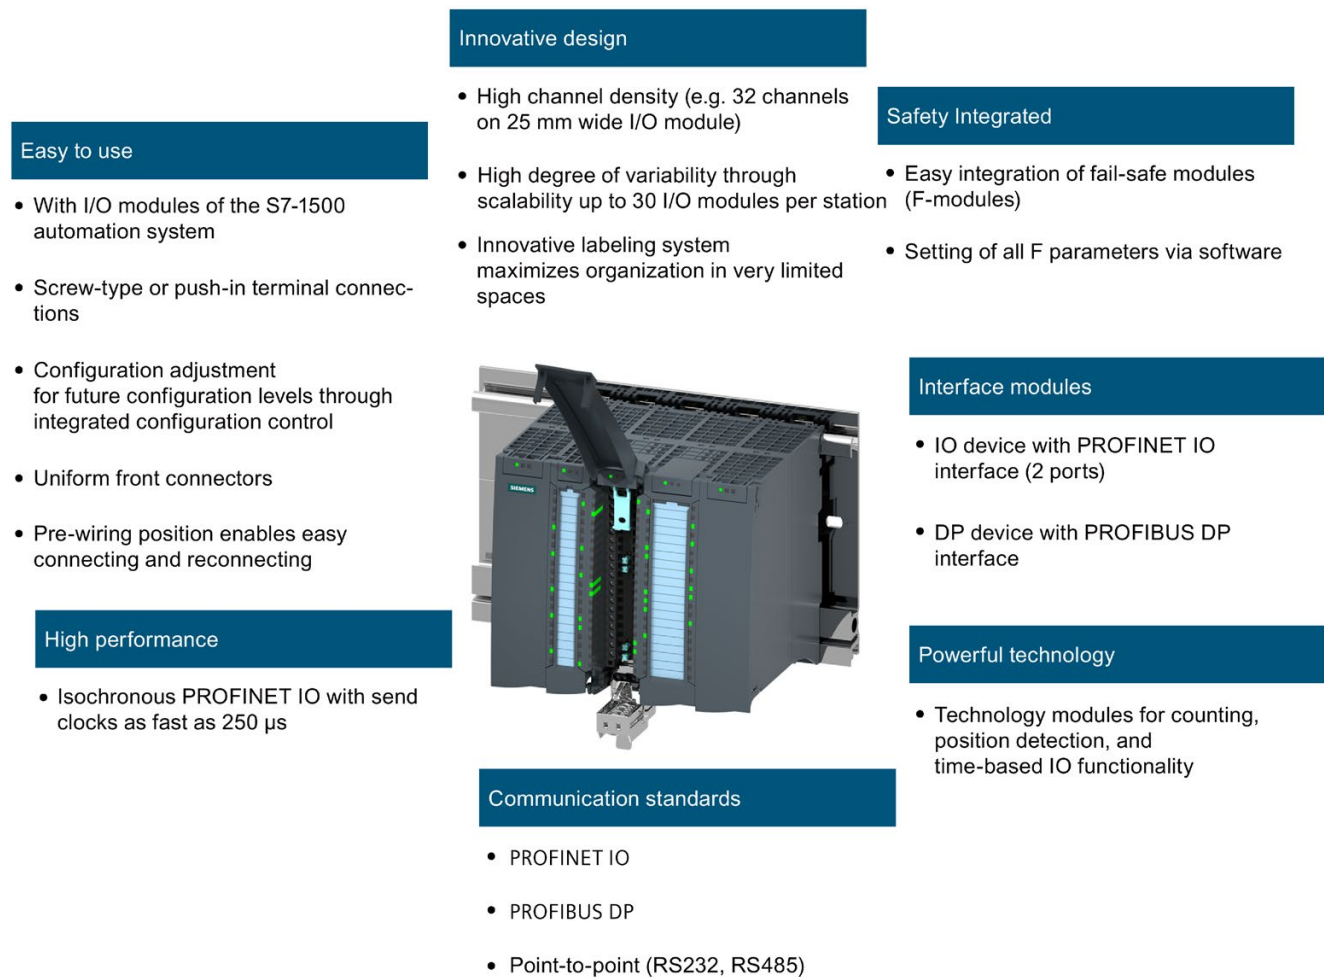 Innovative design
• High channel density (e.g. 32 channels
on 25 mm wide I/O module)
• High degree of variability through
scalability up to 30 I/O modules per station
• Innovative labeling system
maximizes organization in very limited
spaces
Safety Integrated
• Easy integration of fail-safe modules
(F-modules)
• Setting of all F parameters via software
Easy to use
• With I/O modules of the S7-1500
automation system
• Screw-type or push-in terminal connec-
tions
• Configuration adjustment
for future configuration levels through
integrated configuration control
• Uniform front connectors
• Pre-wiring position enables easy
connecting and reconnecting
SIEMENS
Interface modules
• IO device with PROFINET IO
interface (2 ports)
• DP device with PROFIBUS DP
interface
High performance
• Isochronous PROFINET IO with send
clocks as fast as 250 µs
Powerful technology
• Technology modules for counting,
position detection, and
time-based IO functionality
Communication standards
• PROFINET IO
• PROFIBUS DP
• Point-to-point (RS232, RS485)